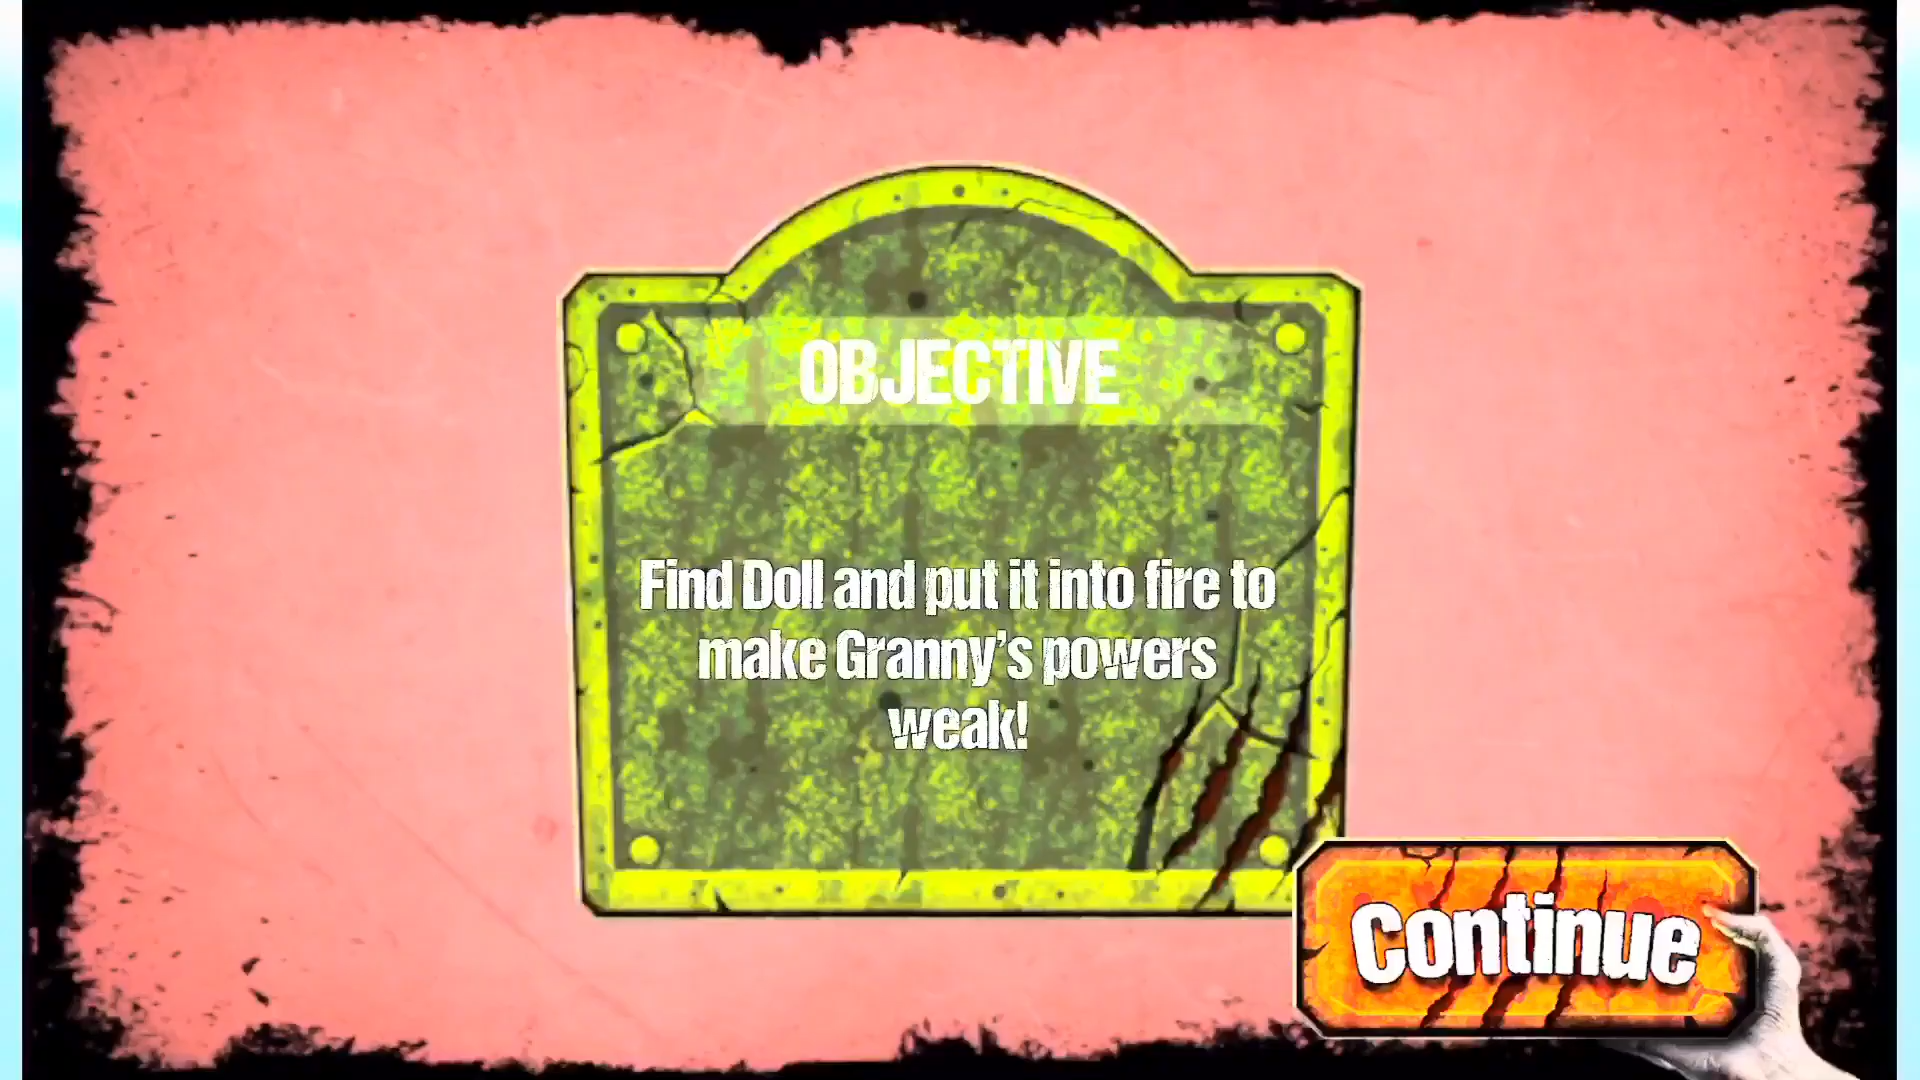 OBJECTIVE
Find Doll and put it into fire to
make Granny's powers
weak!
Continue